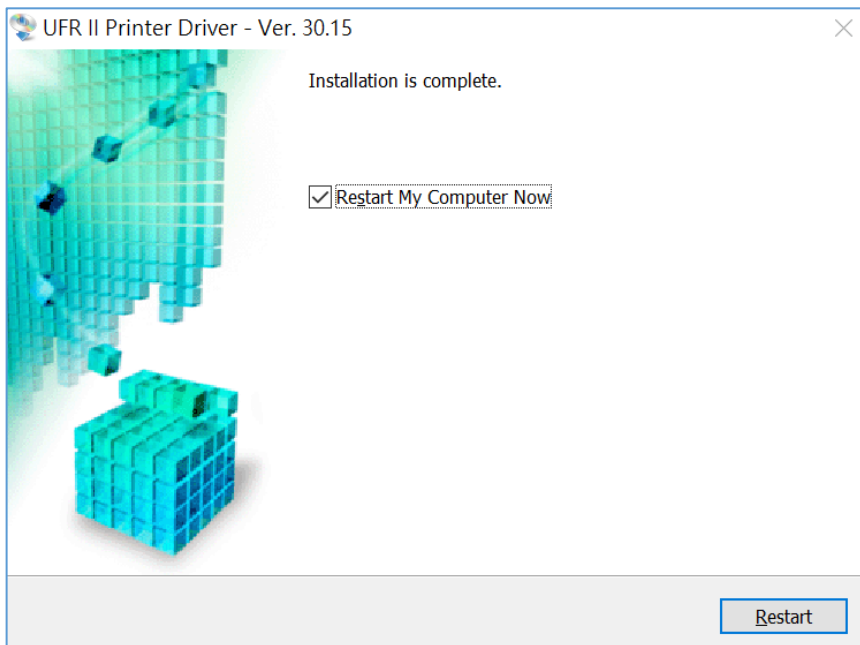 UFR II Printer Driver - Ver. 30.15
Installation is complete.
Restart My Computer Now
Restart